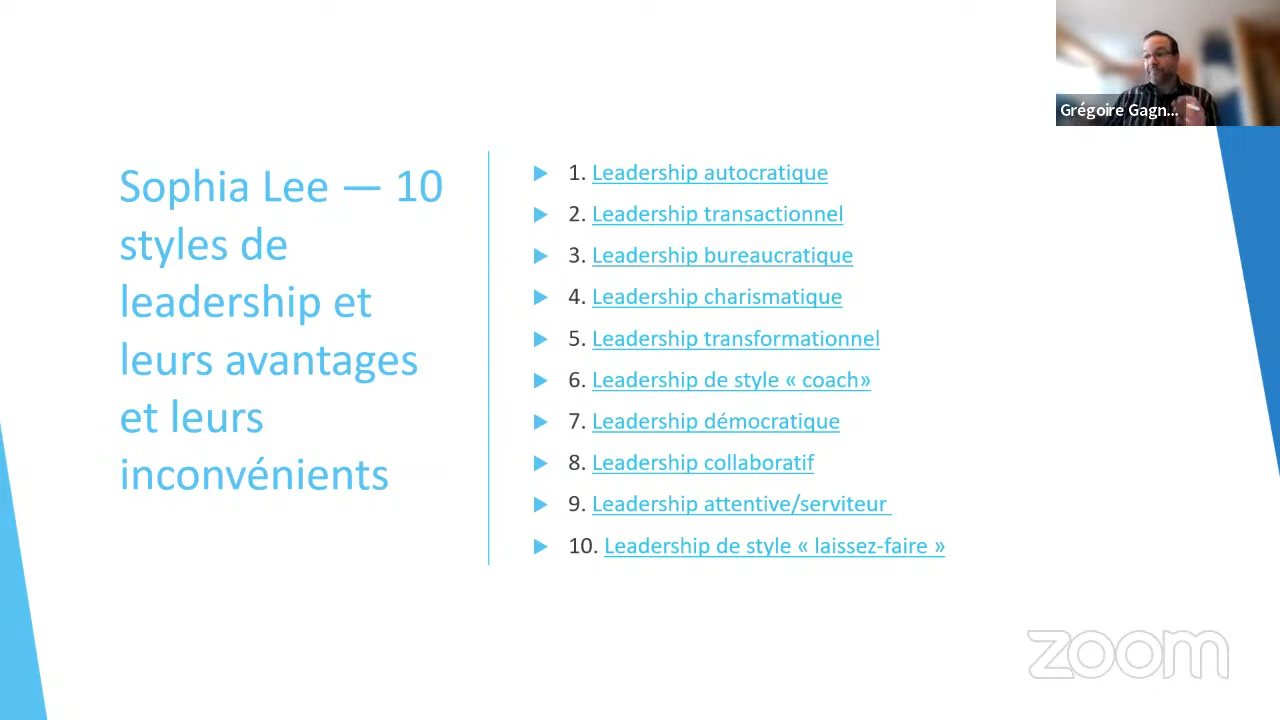 Grégoire Gagn...
Sophia Lee — 10
styles de
leadership et
leurs avantages
et leurs
inconvénients
1. Leadership autocratique
2. Leadership transactionnel
3. Leadership bureaucratique
4. Leadership charismatique
5. Leadership transformationnel
6. Leadership de style « coach»
7. Leadership démocratique
8. Leadership collaboratif
9. Leadership attentive/serviteur
10. Leadership de style « laissez-faire »
zoom